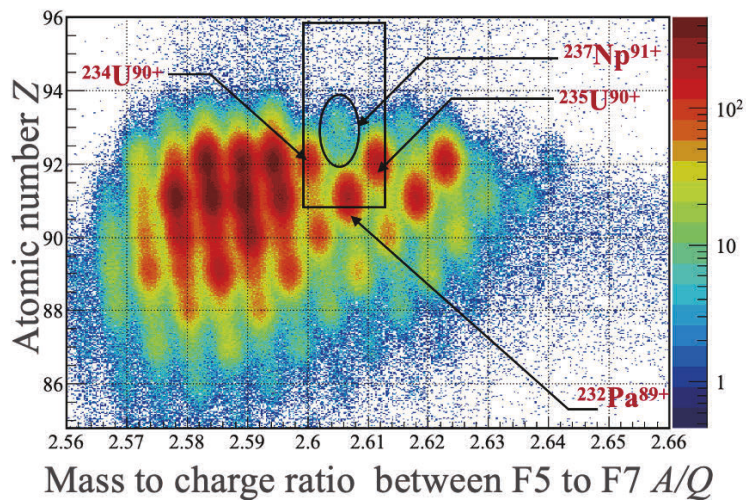 Atomic number Z
96
94
92
90
88
86
²³⁴U⁹⁰⁺
²³⁷Np⁹¹⁺
²³⁵U⁹⁰⁺
²³²Pa⁸⁹⁺
10²
10
1
2.56 2.57 2.58 2.59 2.6 2.61 2.62 2.63 2.64 2.65 2.66
Mass to charge ratio between F5 to F7 A/Q